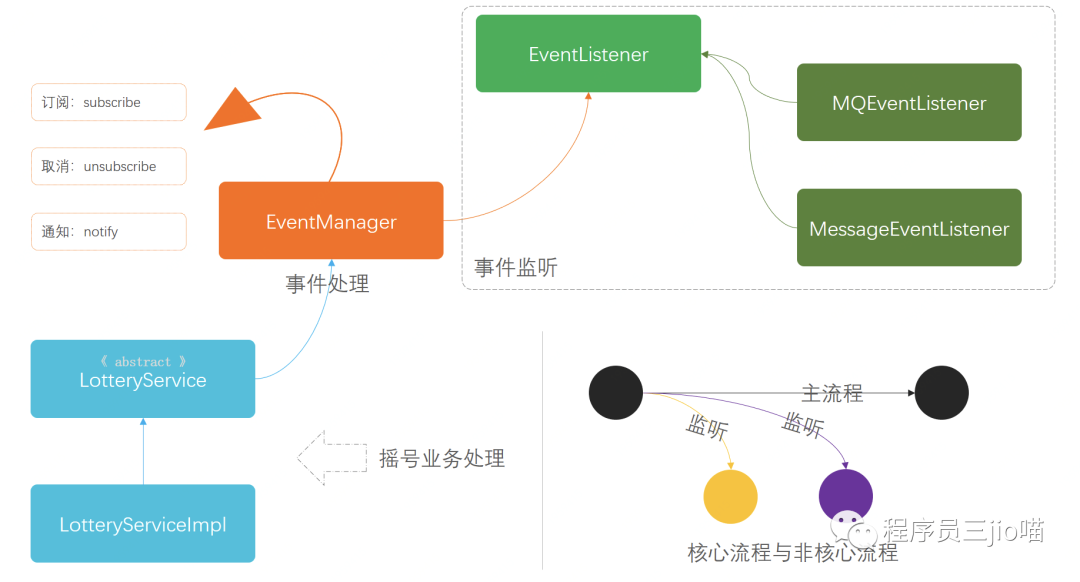 EventListener
MQEventListener
订阅：subscribe
取消：unsubscribe
通知：notify
EventManager
MessageEventListener
事件监听
事件处理
《 abstract 》
LotteryService
主流程
监听
监听
摇号业务处理
LotteryServiceImpl
程序员三jio喵
核心流程与非核心流程